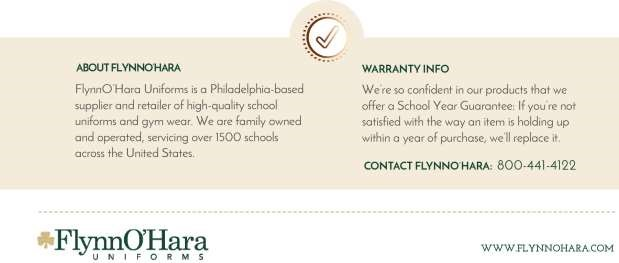 ABOUT FLYNNO'HARA
FlynnO'Hara Uniforms is a Philadelphia-based
supplier and retailer of high-quality school
uniforms and gym wear. We are family owned
and operated, servicing over 1500 schools
across the United States.
WARRANTY INFO
We're so confident in our products that we
offer a School Year Guarantee: If you're not
satisfied with the way an item is holding up
within a year of purchase, we'll replace it.
CONTACT FLYNNO'HARA: 800-441-4122
FlynnO'Hara
UNIFORMS
WWW.FLYNNOHARA.COM